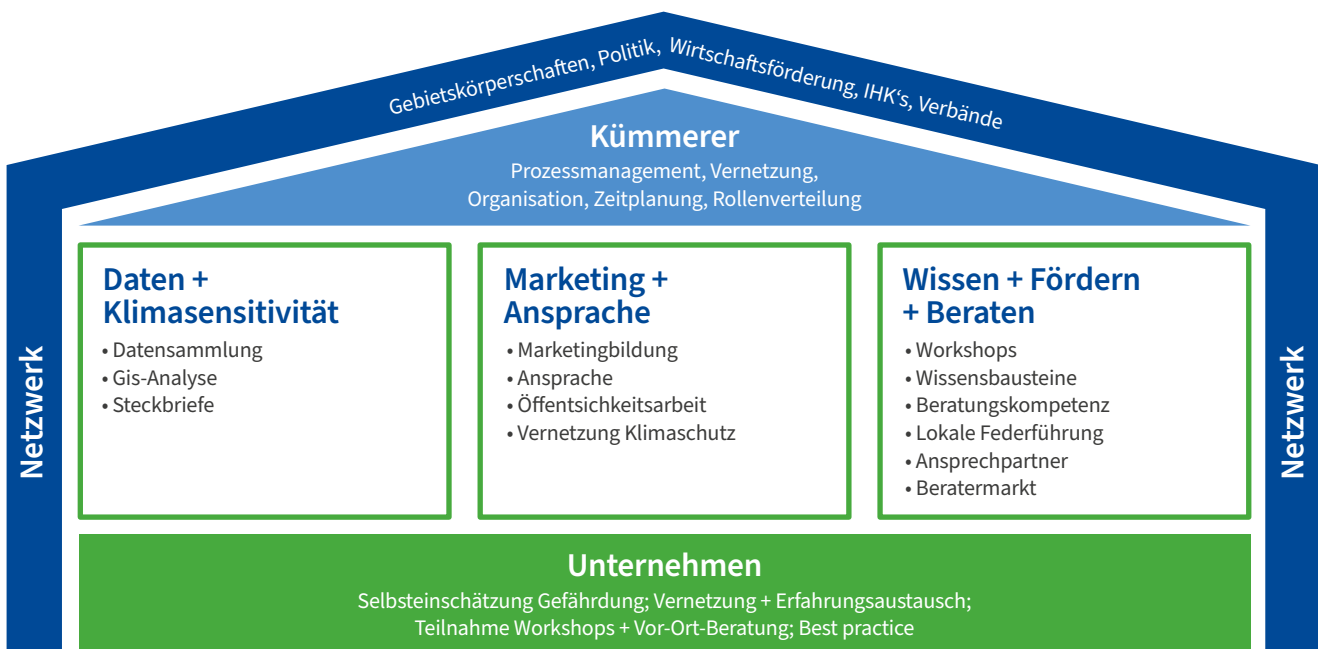 Gebietskörperschaften, Politik, Wirtschaftsförderung, IHK‘s, Verbände
Kümmerer
Prozessmanagement, Vernetzung,
Organisation, Zeitplanung, Rollenverteilung
Netzwerk
Daten +
Klimasensitivität
• Datensammlung
• Gis-Analyse
• Steckbriefe
Marketing +
Ansprache
• Marketingbildung
• Ansprache
• Öffentsichkeitsarbeit
• Vernetzung Klimaschutz
Wissen + Fördern
+ Beraten
• Workshops
• Wissensbausteine
• Beratungskompetenz
• Lokale Federführung
• Ansprechpartner
• Beratermarkt
Netzwerk
Unternehmen
Selbsteinschätzung Gefährdung; Vernetzung + Erfahrungsaustausch;
Teilnahme Workshops + Vor-Ort-Beratung; Best practice